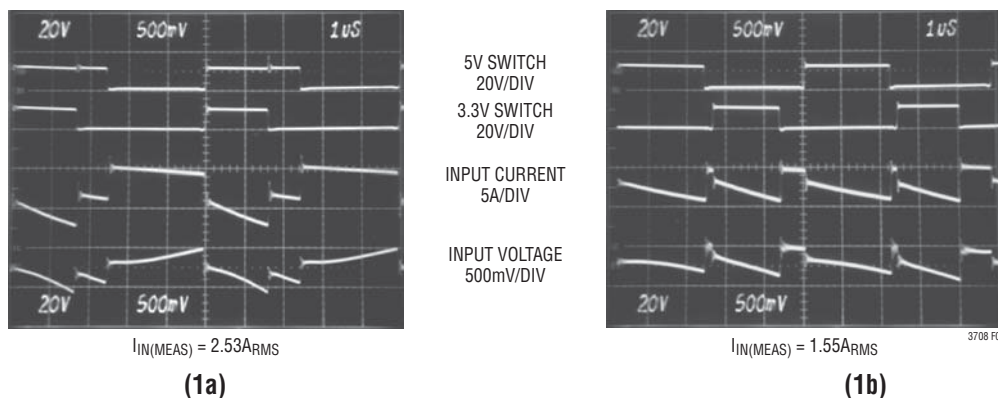 20V 500mV 1uS
20V 500mV
I_IN(MEAS) = 2.53A_RMS
(1a)
5V SWITCH
20V/DIV
3.3V SWITCH
20V/DIV
INPUT CURRENT
5A/DIV
INPUT VOLTAGE
500mV/DIV
20V 500mV 1uS
20V 500mV
3708 F0
I_IN(MEAS) = 1.55A_RMS
(1b)